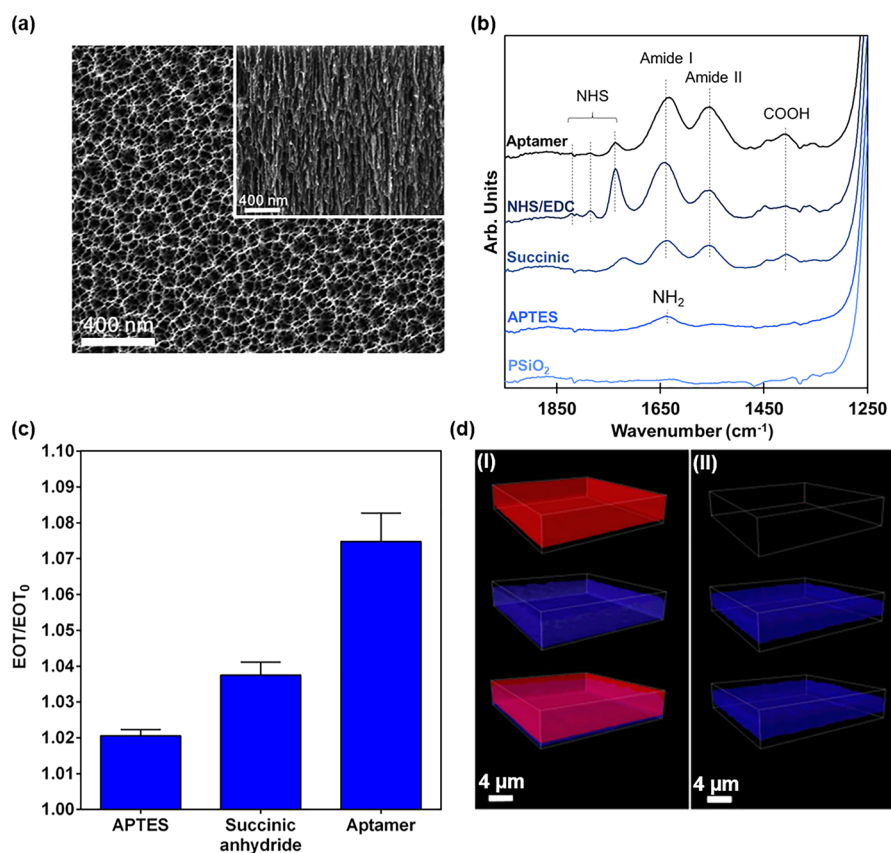 (a)
400 nm
400 nm
(b)
Amide I
Amide II
NHS
COOH
Aptamer
NHS/EDC
Succinic
NH₂
APTES
PSiO₂
Arb. Units
1850 1650 1450 1250
Wavenumber (cm⁻¹)
(c)
1.10
1.09
1.08
1.07
1.06
1.05
1.04
1.03
1.02
1.01
1.00
EOT/EOT₀
APTES Succinic anhydride Aptamer
(d)
(I) (II)
4 µm 4 µm